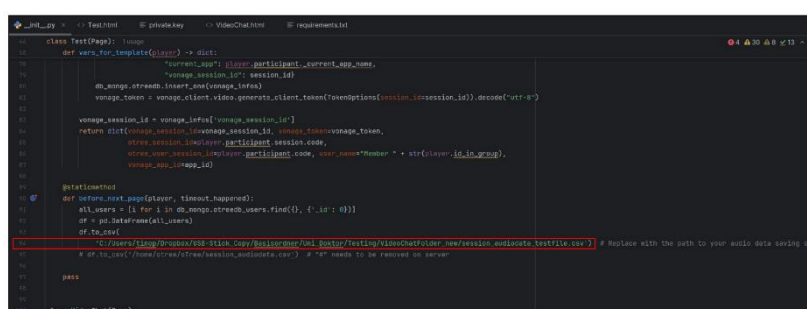 __init__.py × <> Test.html ≡ private.key <> VideoChat.html ≡ requirements.txt
class Test(Page): 1 usage
4 30 8 13
def vars_for_template(player) -> dict:
"current_app": player.participant._current_app_name,
"vonage_session_id": session_id}
db_mongo.otreedb.insert_one(vonage_infos)
vonage_token = vonage_client.video.generate_client_token(TokenOptions(session_id=session_id)).decode("utf-8")
vonage_session_id = vonage_infos['vonage_session_id']
return dict(vonage_session_id=vonage_session_id, vonage_token=vonage_token,
otree_session_id=player.participant.session.code,
otree_user_session_id=player.participant.code, user_name="Member " + str(player.id_in_group),
vonage_app_id=app_id)
@staticmethod
def before_next_page(player, timeout_happened):
all_users = [i for i in db_mongo.otreedb_users.find({}, {'_id': 0})]
df = pd.DataFrame(all_users)
df.to_csv(
"C:/Users/tinup/Dropbox/USB-Stick_Copy/Basisordner/Uni_Doktor/Testing/VideoChatFolder_new/session_audiodata_testfile.csv") # Replace with the path to your audio data saving
# df.to_csv('/home/otree/oTree/session_audiodata.csv') # "#" needs to be removed on server
pass